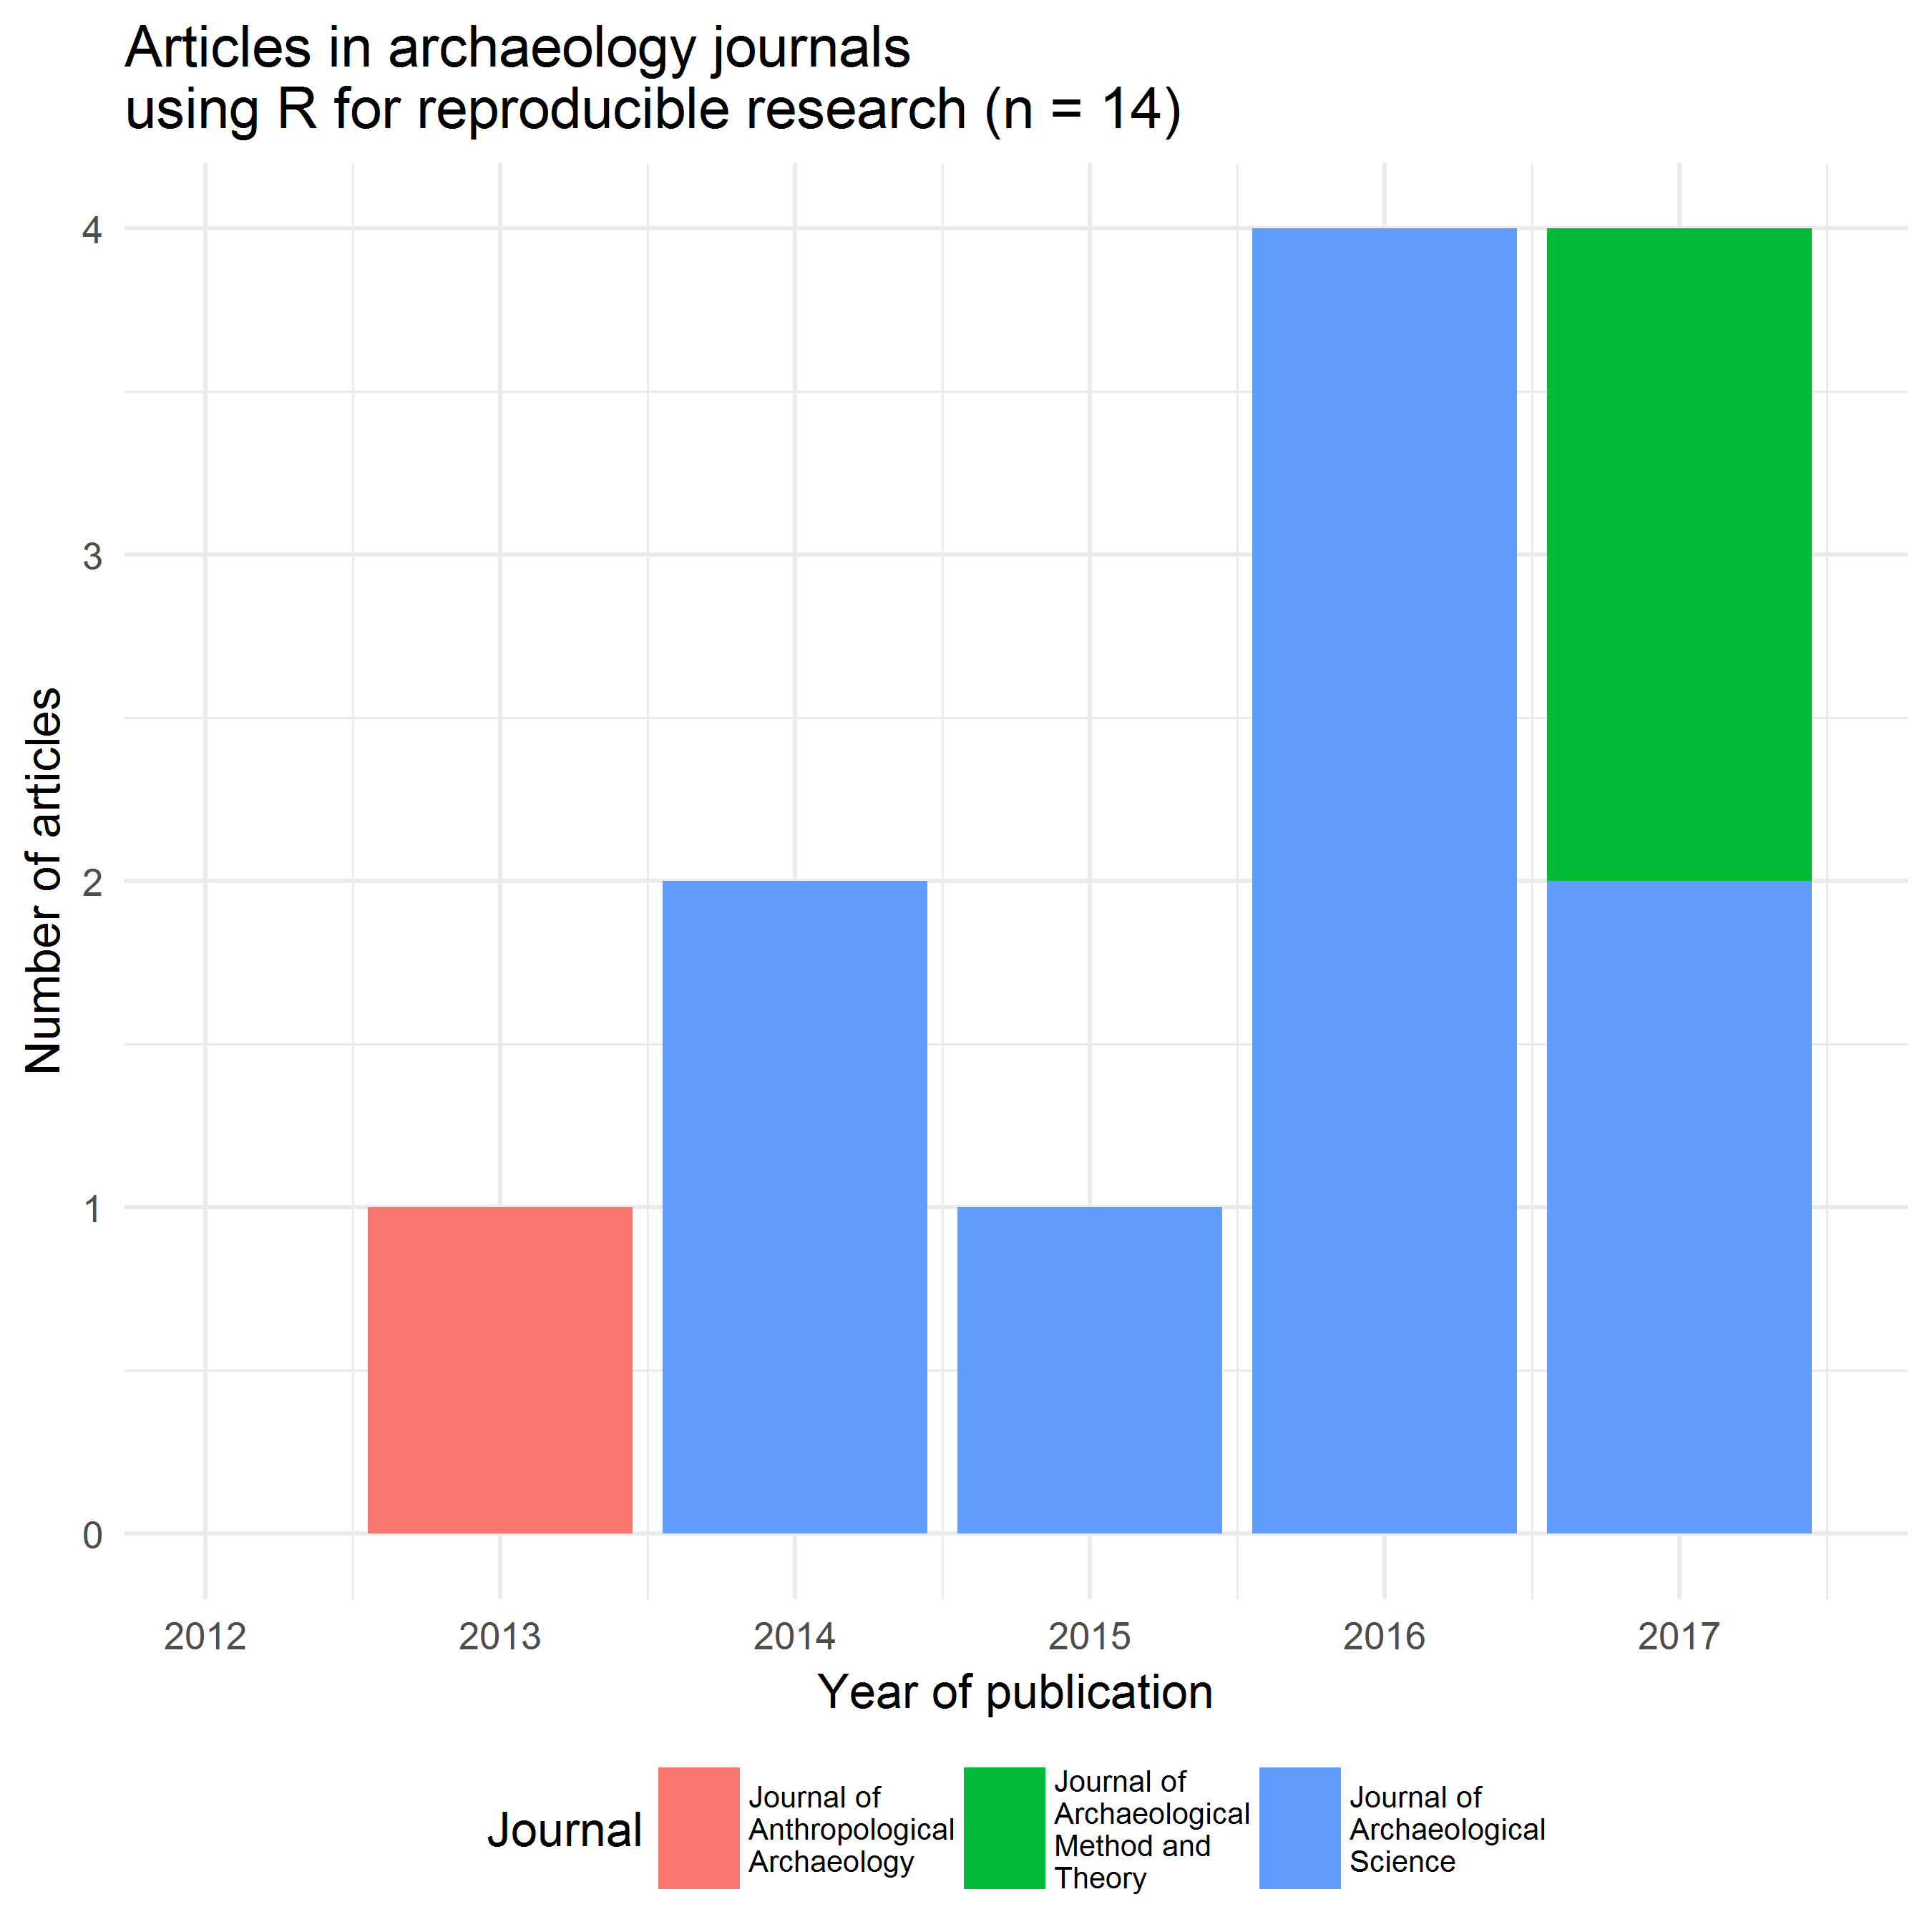 Articles in archaeology journals
using R for reproducible research (n = 14)
4
3
2
1
0
Number of articles
2012 2013 2014 2015 2016 2017
Year of publication
Journal
Journal of
Anthropological
Archaeology
Journal of
Archaeological
Method and
Theory
Journal of
Archaeological
Science